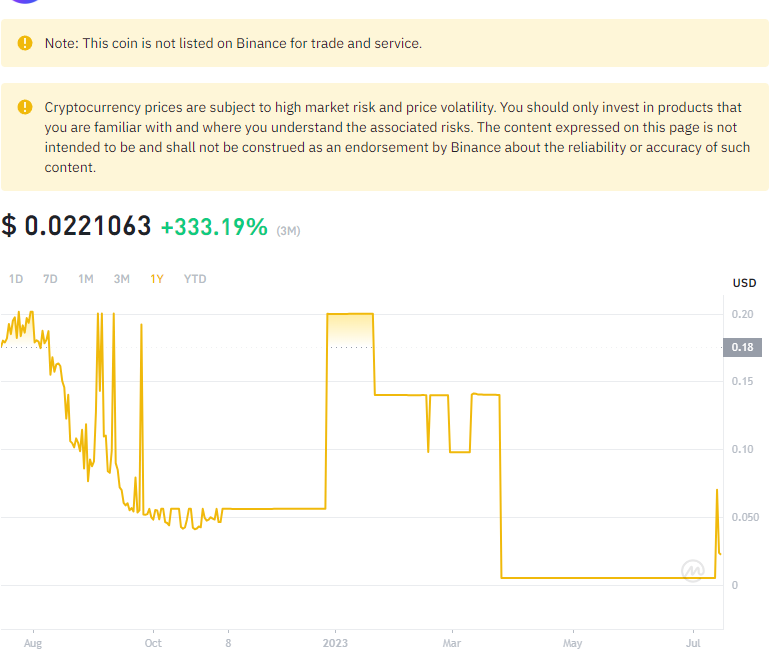 Note: This coin is not listed on Binance for trade and service.
Cryptocurrency prices are subject to high market risk and price volatility. You should only invest in products that
you are familiar with and where you understand the associated risks. The content expressed on this page is not
intended to be and shall not be construed as an endorsement by Binance about the reliability or accuracy of such
content.
$ 0.0221063 +333.19% (3M)
1D 7D 1M 3M 1Y YTD
USD
0.20
0.18
0.15
0.10
0.050
0
Aug Oct 8 2023 Mar May Jul